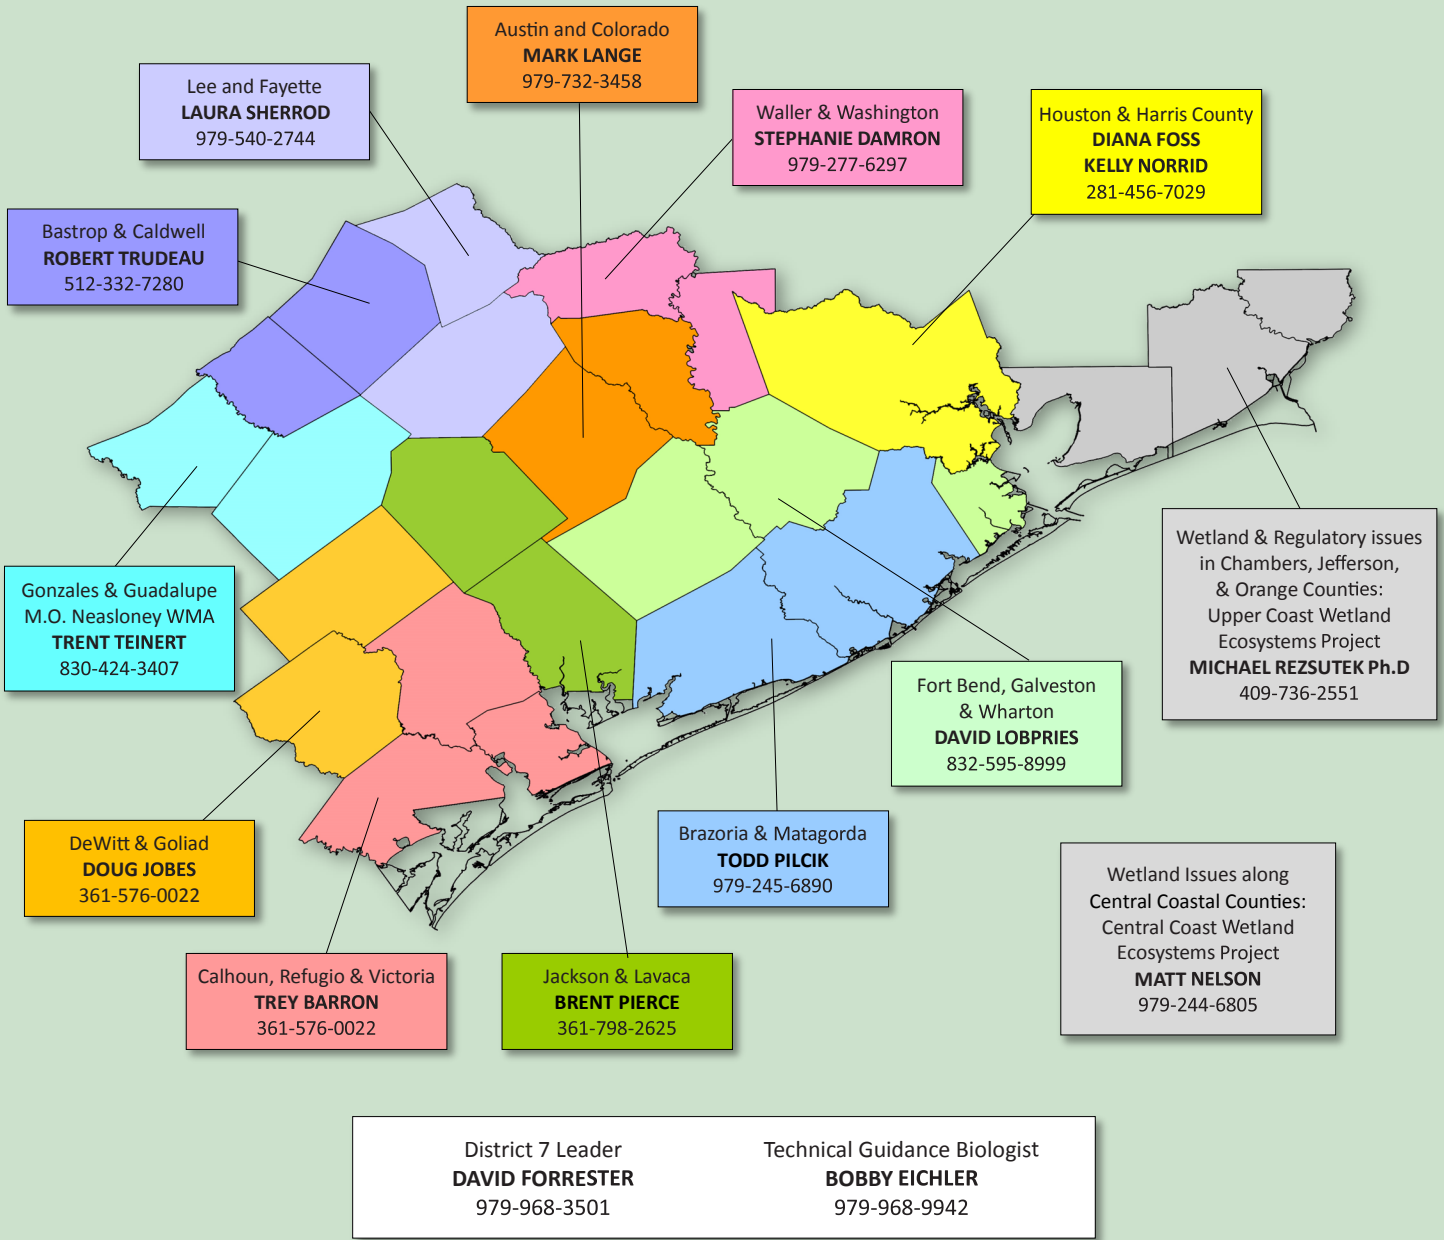 Austin and Colorado
MARK LANGE
979-732-3458
Lee and Fayette
LAURA SHERROD
979-540-2744
Waller & Washington
STEPHANIE DAMRON
979-277-6297
Houston & Harris County
DIANA FOSS
KELLY NORRID
281-456-7029
Bastrop & Caldwell
ROBERT TRUDEAU
512-332-7280
Gonzales & Guadalupe
M.O. Neasloney WMA
TRENT TEINERT
830-424-3407
Wetland & Regulatory issues
in Chambers, Jefferson,
& Orange Counties:
Upper Coast Wetland
Ecosystems Project
MICHAEL REZSUTEK Ph.D
409-736-2551
Fort Bend, Galveston
& Wharton
DAVID LOBPRIES
832-595-8999
DeWitt & Goliad
DOUG JOBES
361-576-0022
Brazoria & Matagorda
TODD PILCIK
979-245-6890
Wetland Issues along
Central Coastal Counties:
Central Coast Wetland
Ecosystems Project
MATT NELSON
979-244-6805
Calhoun, Refugio & Victoria
TREY BARRON
361-576-0022
Jackson & Lavaca
BRENT PIERCE
361-798-2625
District 7 Leader
DAVID FORRESTER
979-968-3501
Technical Guidance Biologist
BOBBY EICHLER
979-968-9942